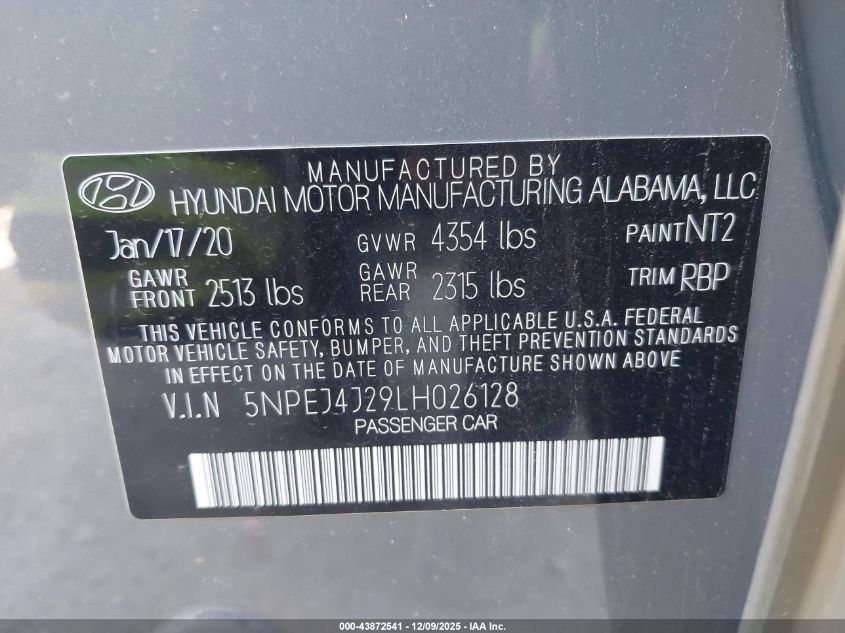 MANUFACTURED BY
HYUNDAI MOTOR MANUFACTURING ALABAMA, LLC
Jan/17/20 GVWR 4354 lbs PAINT NT2
GAWR FRONT 2513 lbs GAWR REAR 2315 lbs TRIM RBP
THIS VEHICLE CONFORMS TO ALL APPLICABLE U.S.A. FEDERAL
MOTOR VEHICLE SAFETY, BUMPER, AND THEFT PREVENTION STANDARDS
IN EFFECT ON THE DATE OF MANUFACTURE SHOWN ABOVE
V.I.N 5NPEJ4J29LH026128
PASSENGER CAR
000-43872541 - 12/09/2025 - IAA Inc.